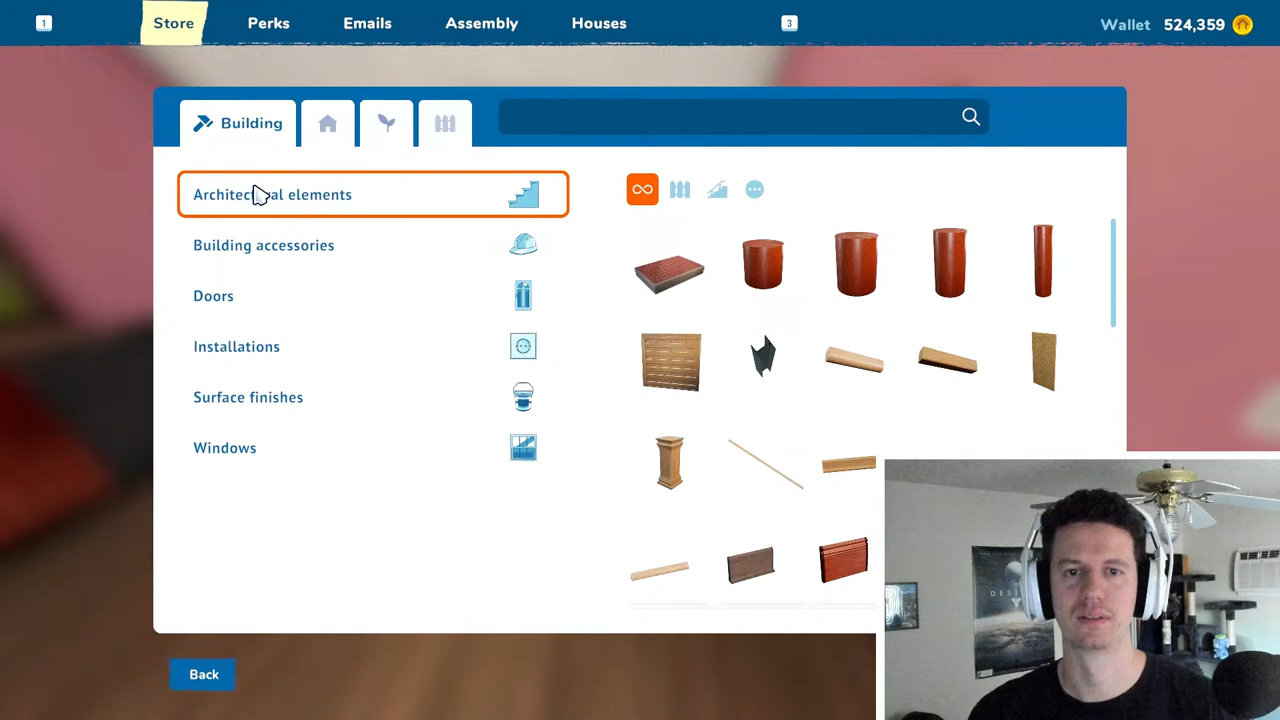 1 Store Perks Emails Assembly Houses 3 Wallet 524,359
Building
Architectural elements
Building accessories
Doors
Installations
Surface finishes
Windows
DES
Back